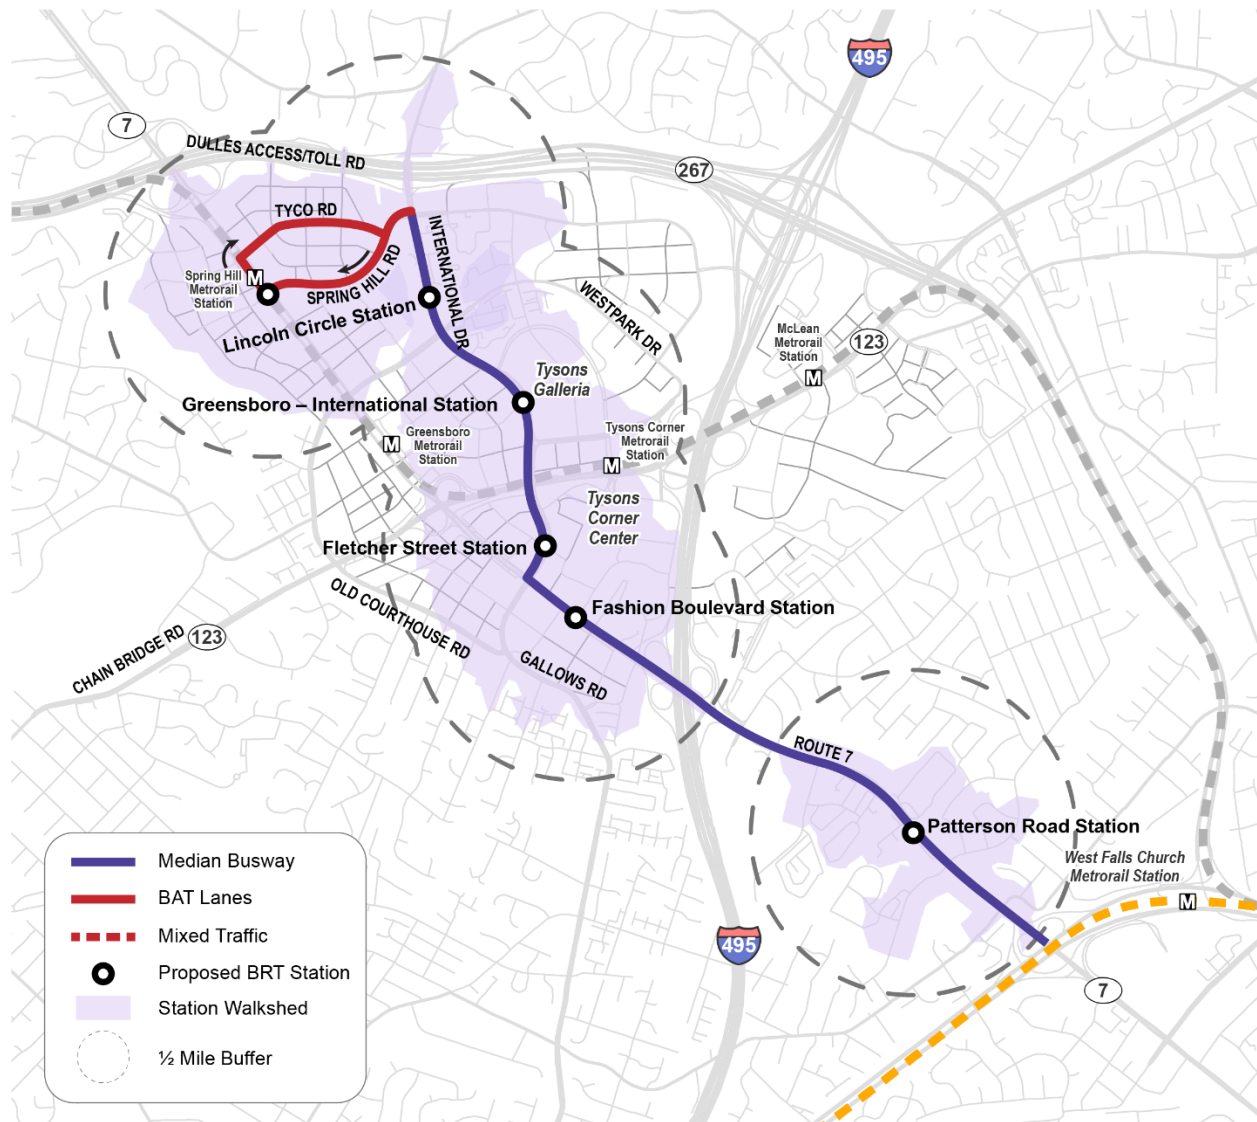 495
7
DULLES ACCESS/TOLL RD
267
TYCO RD
INTERNATIONAL DR
Spring Hill
Metrorail
Station
M
SPRING HILL RD
WESTPARK DR
Lincoln Circle Station
McLean
Metrorail
Station
M
123
Tysons
Galleria
Greensboro – International Station
M
Greensboro
Metrorail
Station
Tysons Corner
Metrorail
Station
M
Tysons
Corner
Center
Fletcher Street Station
OLD COURTHOUSE RD
Fashion Boulevard Station
CHAIN BRIDGE RD
123
GALLOWS RD
ROUTE 7
Patterson Road Station
West Falls Church
Metrorail Station
M
495
7
Median Busway
BAT Lanes
Mixed Traffic
Proposed BRT Station
Station Walkshed
½ Mile Buffer